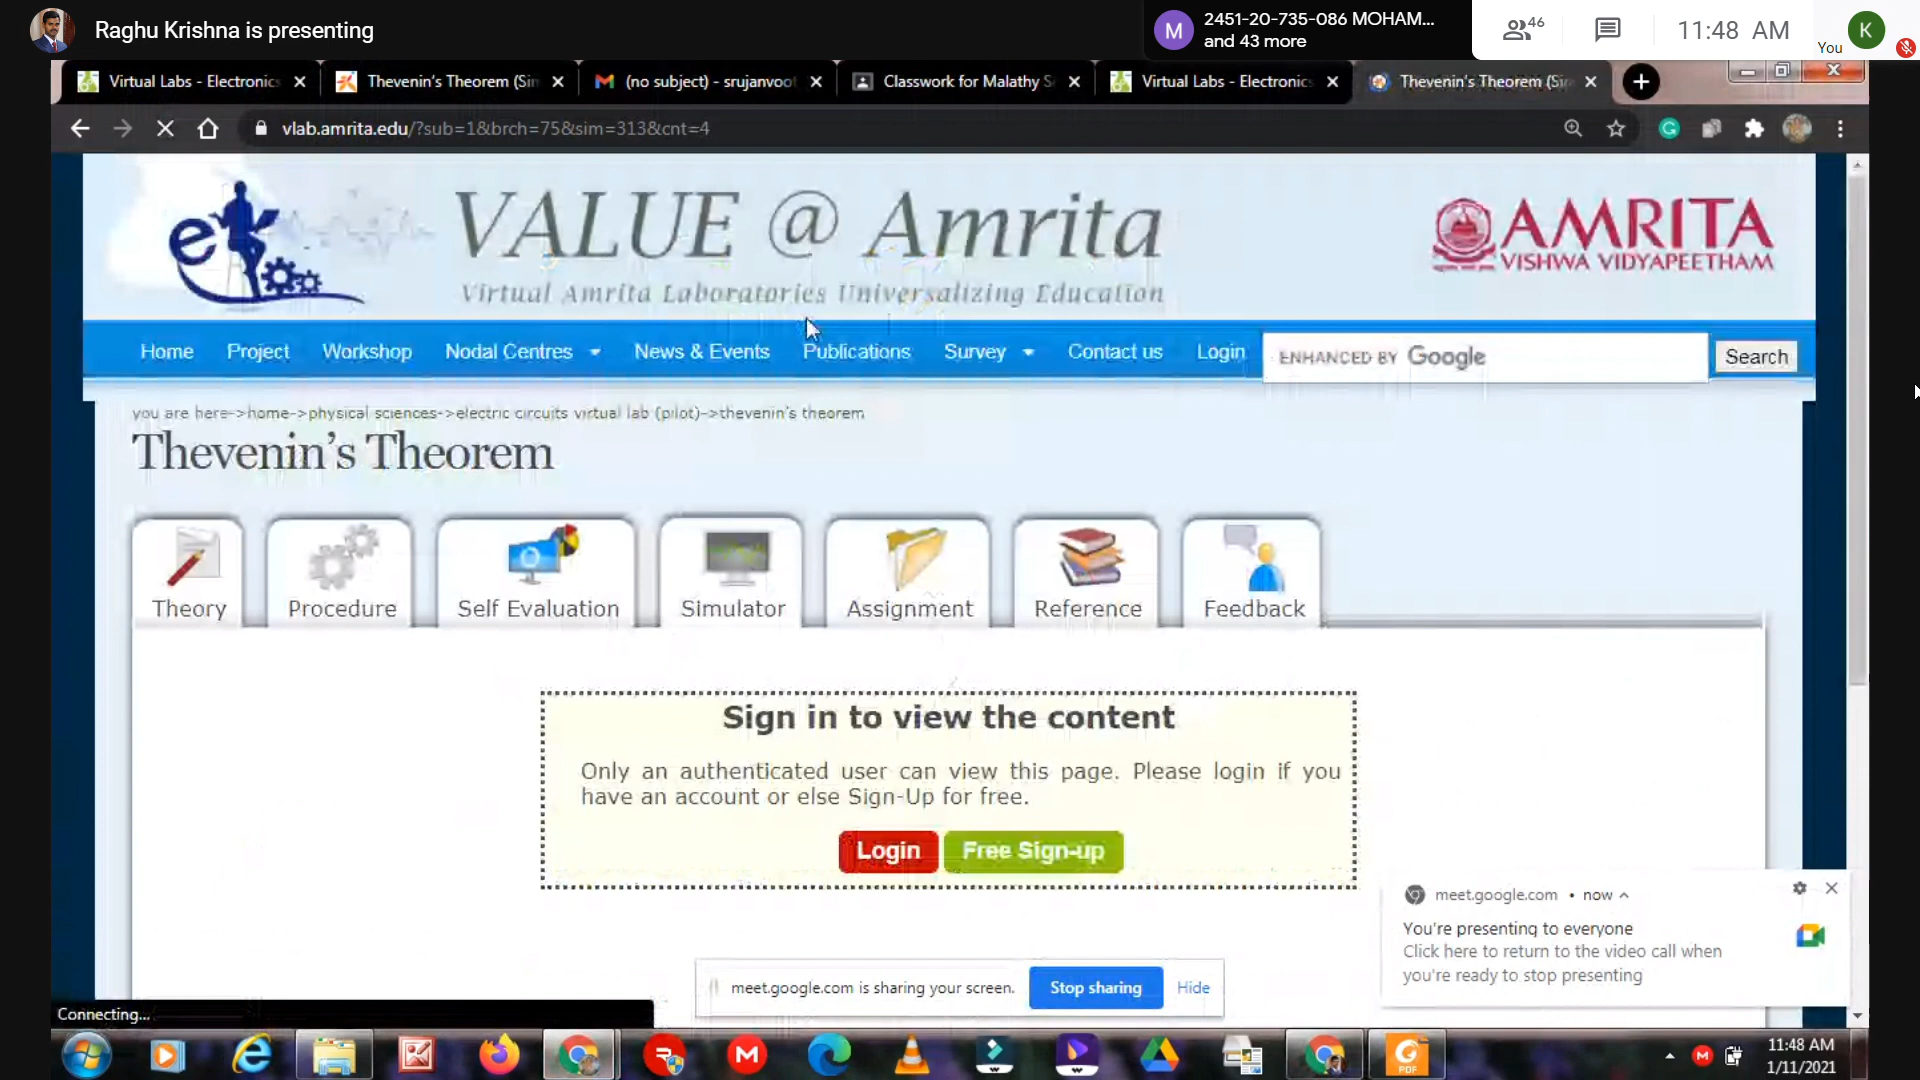 Raghu Krishna is presenting
M
2451-20-735-086 MOHAM...
and 43 more
46
11:48 AM
You
K
Virtual Labs - Electronics
Thevenin's Theorem (Sim
(no subject) - srujanvoot
Classwork for Malathy S
Virtual Labs - Electronics
Thevenin's Theorem (Sim
vlab.amrita.edu/?sub=1&brch=75&sim=313&cnt=4
VALUE @ Amrita
Virtual Amrita Laboratories Universalizing Education
AMRITA
VISHWA VIDYAPEETHAM
Home Project Workshop Nodal Centres News & Events Publications Survey Contact us Login
ENHANCED BY Google
Search
you are here->home->physical sciences->electric circuits virtual lab (pilot)->thevenin's theorem
Thevenin's Theorem
Theory Procedure Self Evaluation Simulator Assignment Reference Feedback
Sign in to view the content
Only an authenticated user can view this page. Please login if you
have an account or else Sign-Up for free.
Login Free Sign-up
meet.google.com • now
You're presenting to everyone
Click here to return to the video call when
you're ready to stop presenting
meet.google.com is sharing your screen. Stop sharing Hide
Connecting...
11:48 AM
1/11/2021